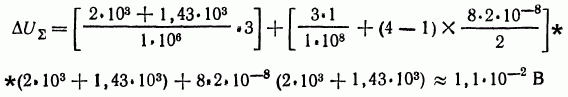 ΔU_Σ = [ (2·10³ + 1,43·10³)/(1·10⁶) ·3 ] + [ (3·1)/(1·10⁸) + (4 — 1) × (8·2·10⁻⁸)/2 ]*
*(2·10³ + 1,43·10³) + 8·2·10⁻⁸ (2·10³ + 1,43·10³) ≈ 1,1·10⁻² В